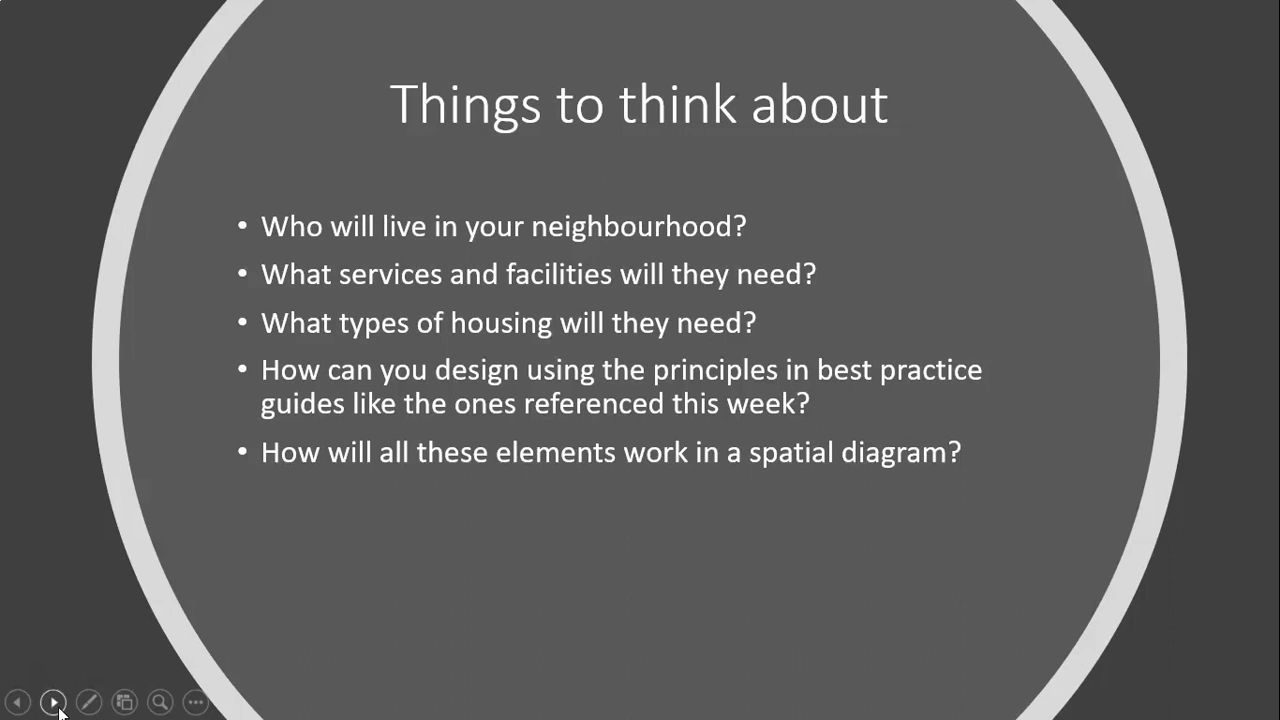 Things to think about
• Who will live in your neighbourhood?
• What services and facilities will they need?
• What types of housing will they need?
• How can you design using the principles in best practice
guides like the ones referenced this week?
• How will all these elements work in a spatial diagram?